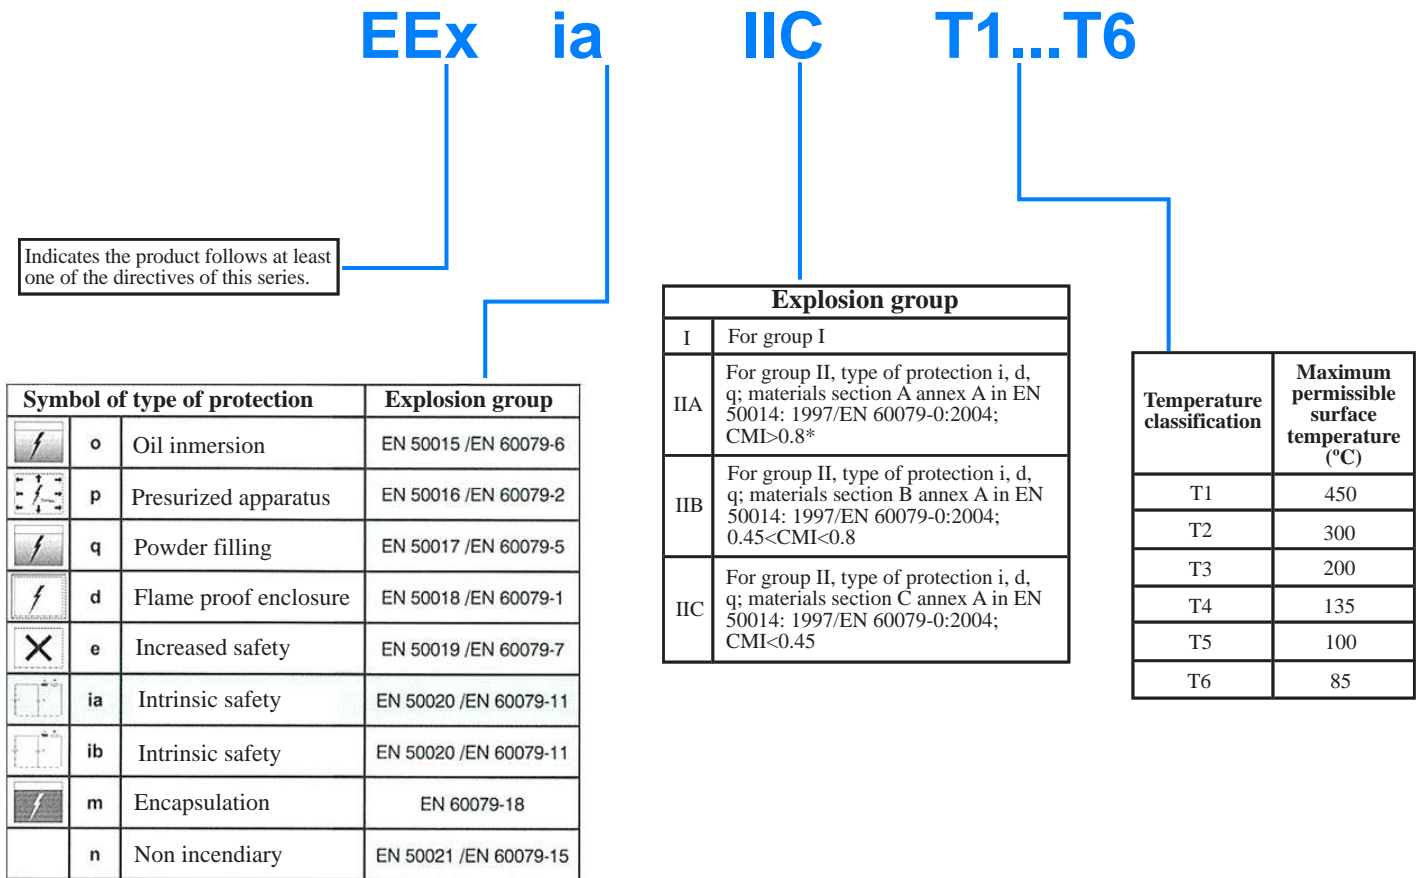 EEx ia IIC T1...T6
Indicates the product follows at least
one of the directives of this series.
Symbol of type of protection Explosion group
o Oil inmersion EN 50015 /EN 60079-6
p Presurized apparatus EN 50016 /EN 60079-2
q Powder filling EN 50017 /EN 60079-5
d Flame proof enclosure EN 50018 /EN 60079-1
e Increased safety EN 50019 /EN 60079-7
ia Intrinsic safety EN 50020 /EN 60079-11
ib Intrinsic safety EN 50020 /EN 60079-11
m Encapsulation EN 60079-18
n Non incendiary EN 50021 /EN 60079-15
Explosion group
I For group I
IIA For group II, type of protection i, d,
q; materials section A annex A in EN
50014: 1997/EN 60079-0:2004;
CMI>0.8*
IIB For group II, type of protection i, d,
q; materials section B annex A in EN
50014: 1997/EN 60079-0:2004;
0.45<CMI<0.8
IIC For group II, type of protection i, d,
q; materials section C annex A in EN
50014: 1997/EN 60079-0:2004;
CMI<0.45
Temperature
classification
Maximum
permissible
surface
temperature
(ºC)
T1 450
T2 300
T3 200
T4 135
T5 100
T6 85